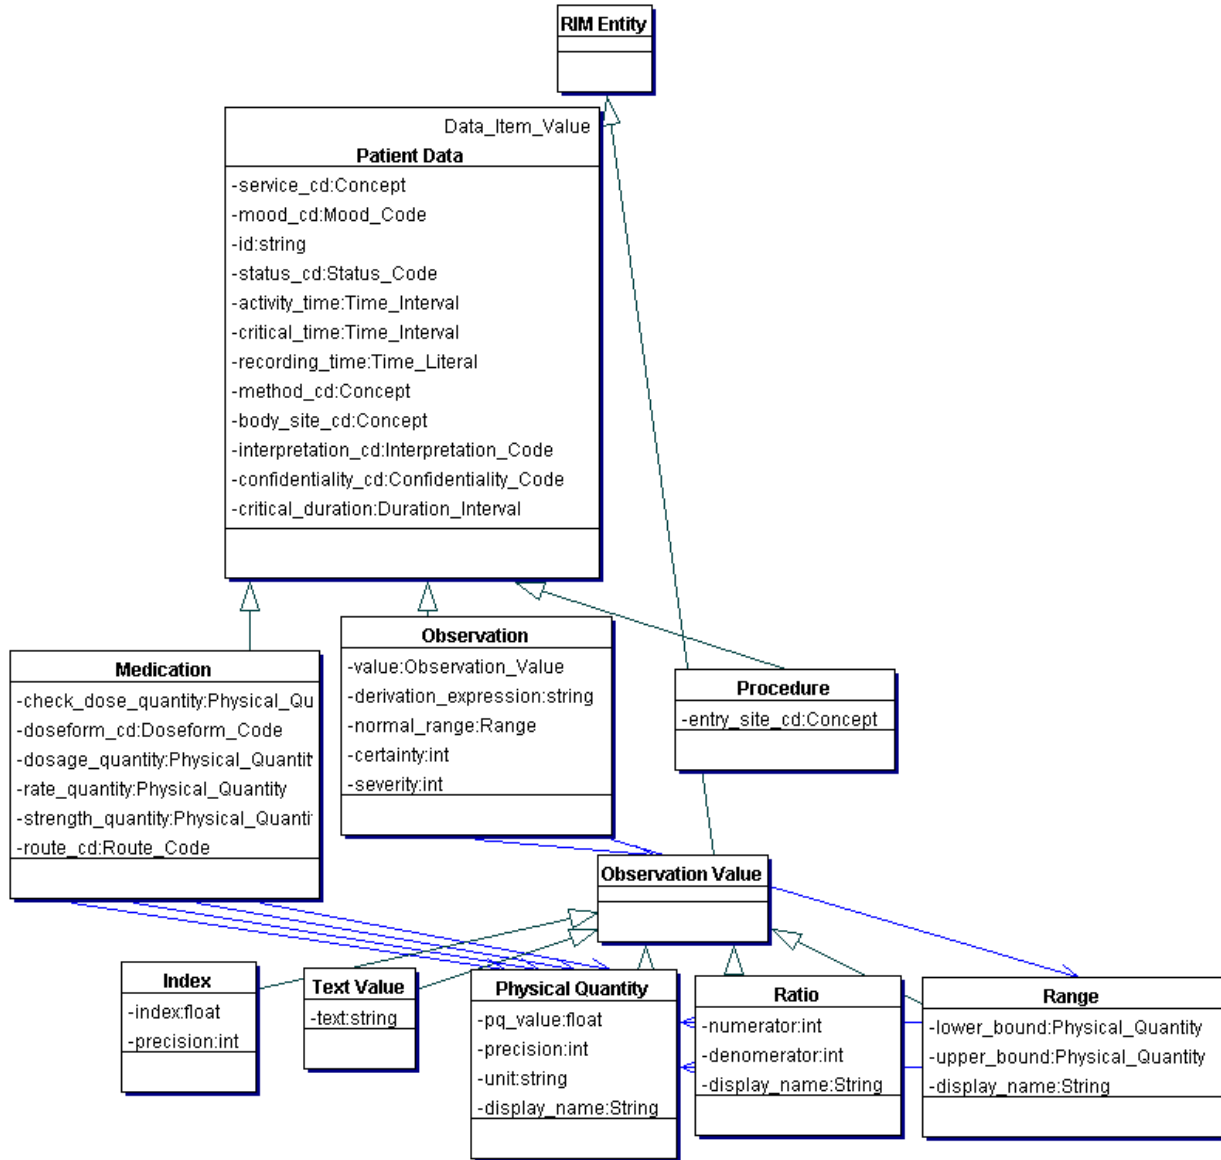 RIM Entity
Data_Item_Value
Patient Data
-service_cd:Concept
-mood_cd:Mood_Code
-id:string
-status_cd:Status_Code
-activity_time:Time_Interval
-critical_time:Time_Interval
-recording_time:Time_Literal
-method_cd:Concept
-body_site_cd:Concept
-interpretation_cd:Interpretation_Code
-confidentiality_cd:Confidentiality_Code
-critical_duration:Duration_Interval
Medication
-check_dose_quantity:Physical_Qu
-doseform_cd:Doseform_Code
-dosage_quantity:Physical_Quantit
-rate_quantity:Physical_Quantity
-strength_quantity:Physical_Quanti
-route_cd:Route_Code
Observation
-value:Observation_Value
-derivation_expression:string
-normal_range:Range
-certainty:int
-severity:int
Procedure
-entry_site_cd:Concept
Observation Value
Index
-index:float
-precision:int
Text Value
-text:string
Physical Quantity
-pq_value:float
-precision:int
-unit:string
-display_name:String
Ratio
-numerator:int
-denomerator:int
-display_name:String
Range
-lower_bound:Physical_Quantity
-upper_bound:Physical_Quantity
-display_name:String